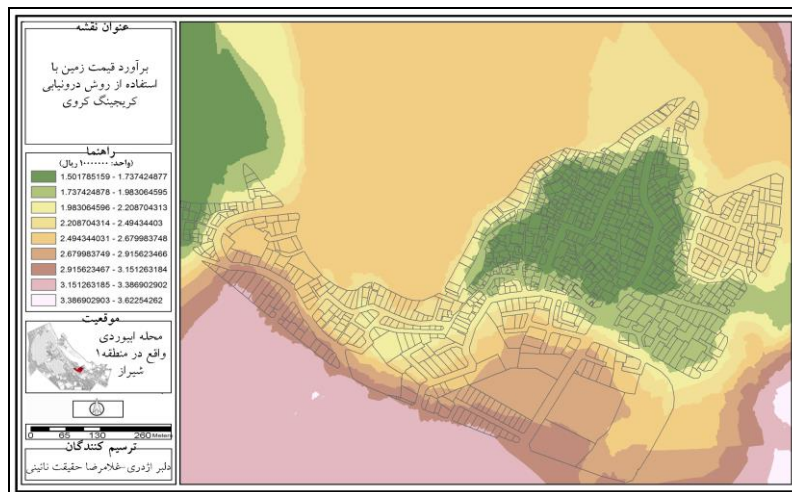 عنوان نقشه
برآورد قیمت زمین با
استفاده از روش درونیابی
کریجینگ کروی
راهنما
(واحد: ۱۰۰۰۰۰۰۰ ریال)
1.501785159 - 1.737424877
1.737424878 - 1.983064595
1.983064596 - 2.208704313
2.208704314 - 2.49434403
2.494344031 - 2.679983748
2.679983749 - 2.915623466
2.915623467 - 3.151263184
3.151263185 - 3.386902902
3.386902903 - 3.62254262
موقعیت
محله ابیوردی
واقع در منطقه۱
شیراز
0 65 130 260 Meters
ترسیم کنندگان
دلبر اژدری-غلامرضا حقیقت نائینی